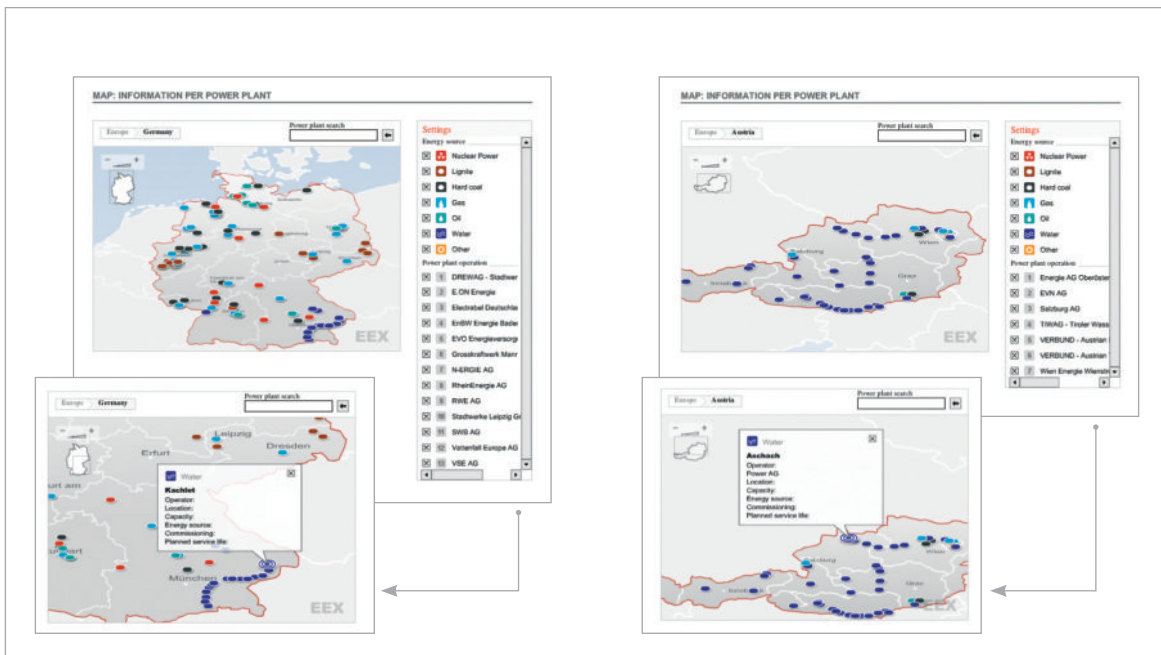 MAP: INFORMATION PER POWER PLANT
Europe Germany
Power plant search
Settings
Energy source
Nuclear Power
Lignite
Hard coal
Gas
Oil
Water
Other
Power plant operation
1 DREWAG - Stadtwer
2 E.ON Energie
3 Electrabel Deutschle
4 EnBW Energie Bade
5 EVO Energieversorg
6 Grosskraftwerk Mann
7 N-ERGIE AG
8 RheinEnergie AG
9 RWE AG
10 Stadtwerke Leipzig G
11 SWS AG
12 Vattenfall Europe AG
13 VSE AG
EEX
Europe Germany
Power plant search
Leipzig
Erfurt
Dresden
urt am
Water
Kachlet
Operator:
Location:
Capacity:
Energy source:
Commissioning:
Planned service life:
München
EEX
MAP: INFORMATION PER POWER PLANT
Europe Austria
Power plant search
Settings
Energy source
Nuclear Power
Lignite
Hard coal
Gas
Oil
Water
Other
Power plant operation
1 Energie AG Oberöster
2 EVN AG
3 Salzburg AG
4 TIWAG - Tiroler Wass
5 VERBUND - Austrian
6 VERBUND - Austrian
7 Wien Energie Wienstr
Salzburg
Wien
Graz
EEX
Europe Austria
Power plant search
Water
Aschach
Operator:
Power AG
Location:
Capacity:
Energy source:
Commissioning:
Planned service life:
Salzburg
Wien
Graz
EEX